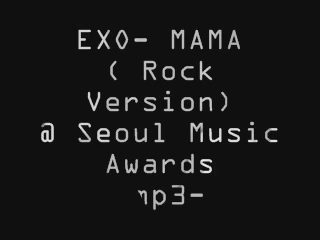 EXO- MAMA
( Rock
Version)
@ Seoul Music
Awards
mp3-